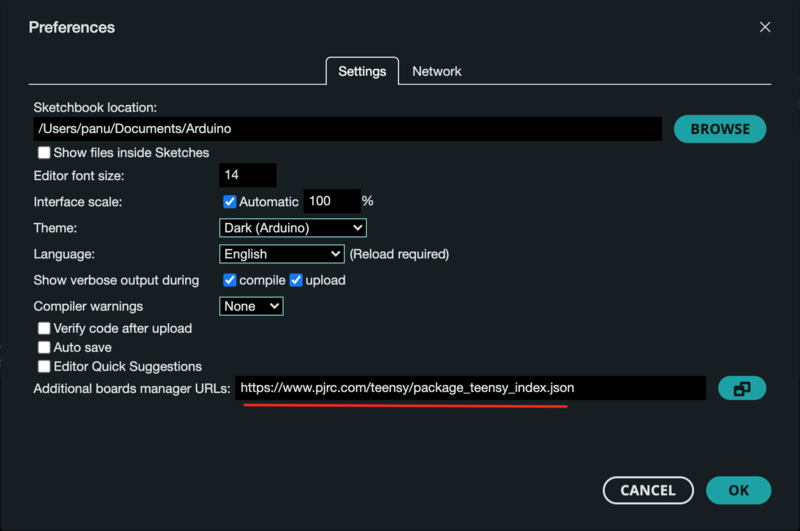 Preferences
Settings Network
Sketchbook location:
/Users/panu/Documents/Arduino
BROWSE
Show files inside Sketches
Editor font size: 14
Interface scale: Automatic 100 %
Theme: Dark (Arduino)
Language: English (Reload required)
Show verbose output during compile upload
Compiler warnings None
Verify code after upload
Auto save
Editor Quick Suggestions
Additional boards manager URLs: https://www.pjrc.com/teensy/package_teensy_index.json
CANCEL OK